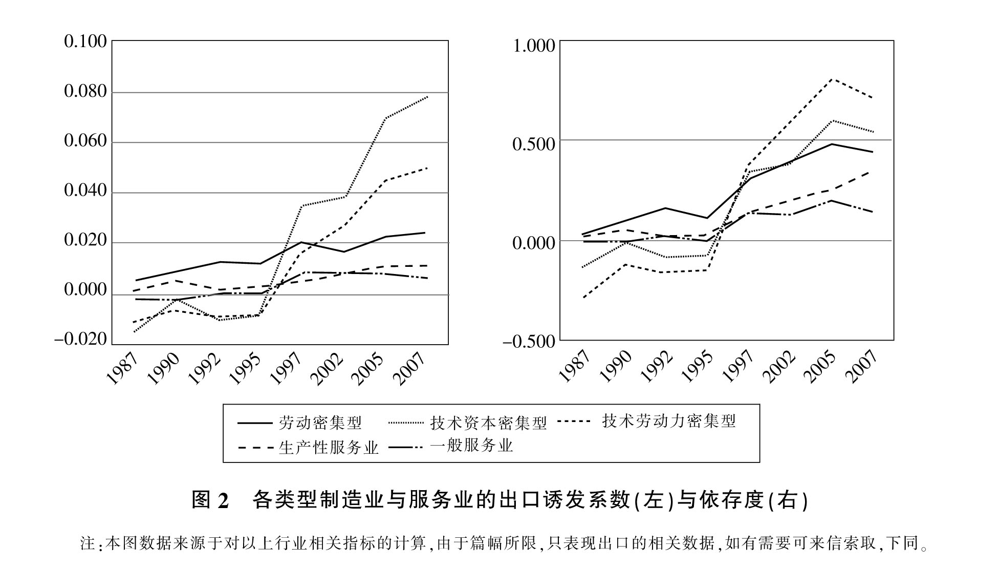 0.100
0.080
0.060
0.040
0.020
0.000
–0.020
1987 1990 1992 1995 1997 2002 2005 2007
1.000
0.500
0.000
–0.500
1987 1990 1992 1995 1997 2002 2005 2007
劳动密集型 技术资本密集型 技术劳动力密集型
生产性服务业 一般服务业
图 2 各类型制造业与服务业的出口诱发系数(左)与依存度(右)
注:本图数据来源于对以上行业相关指标的计算,由于篇幅所限,只表现出口的相关数据,如有需要可来信索取,下同。